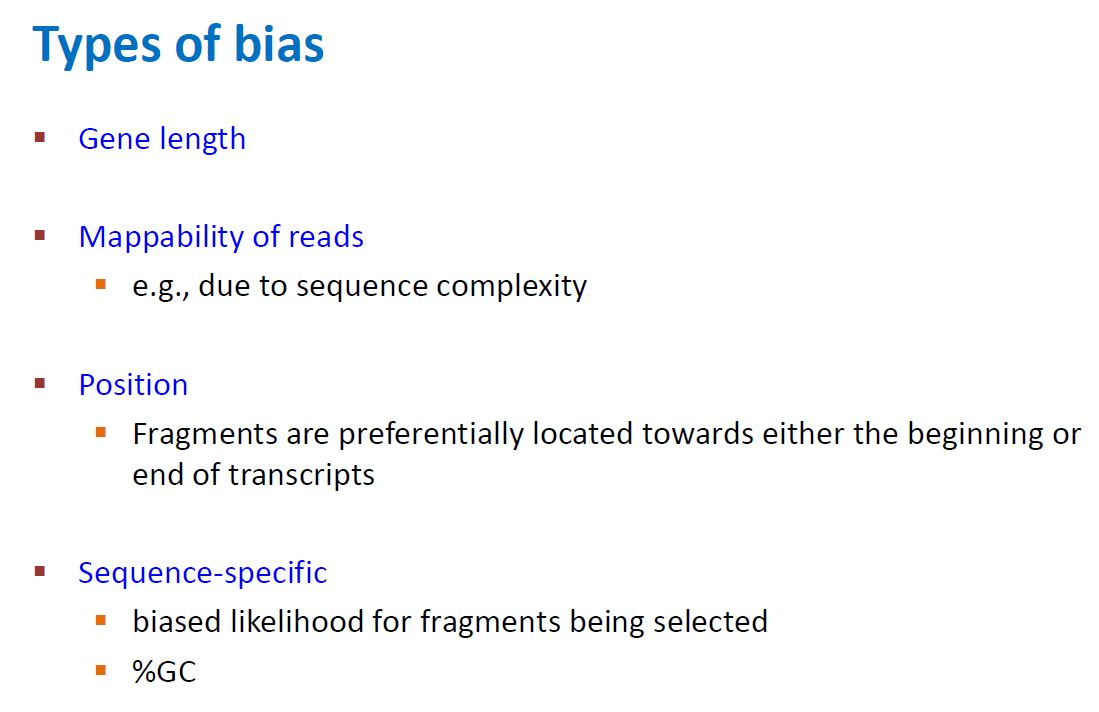 Types of bias
▪ Gene length
▪ Mappability of reads
▪ e.g., due to sequence complexity
▪ Position
▪ Fragments are preferentially located towards either the beginning or
end of transcripts
▪ Sequence-specific
▪ biased likelihood for fragments being selected
▪ %GC